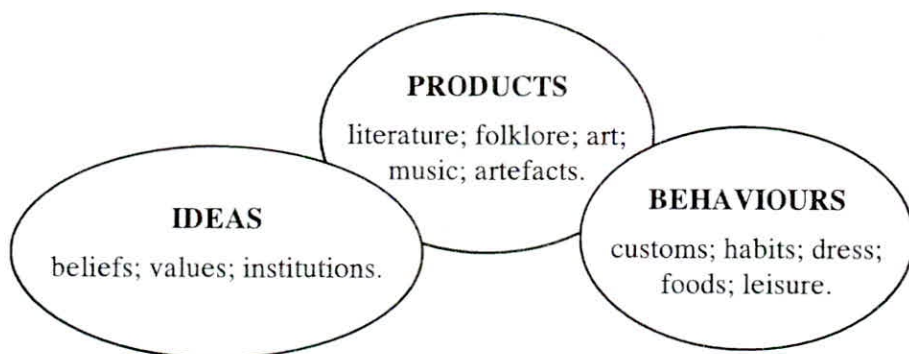 PRODUCTS
literature; folklore; art;
music; artefacts.
IDEAS
beliefs; values; institutions.
BEHAVIOURS
customs; habits; dress;
foods; leisure.